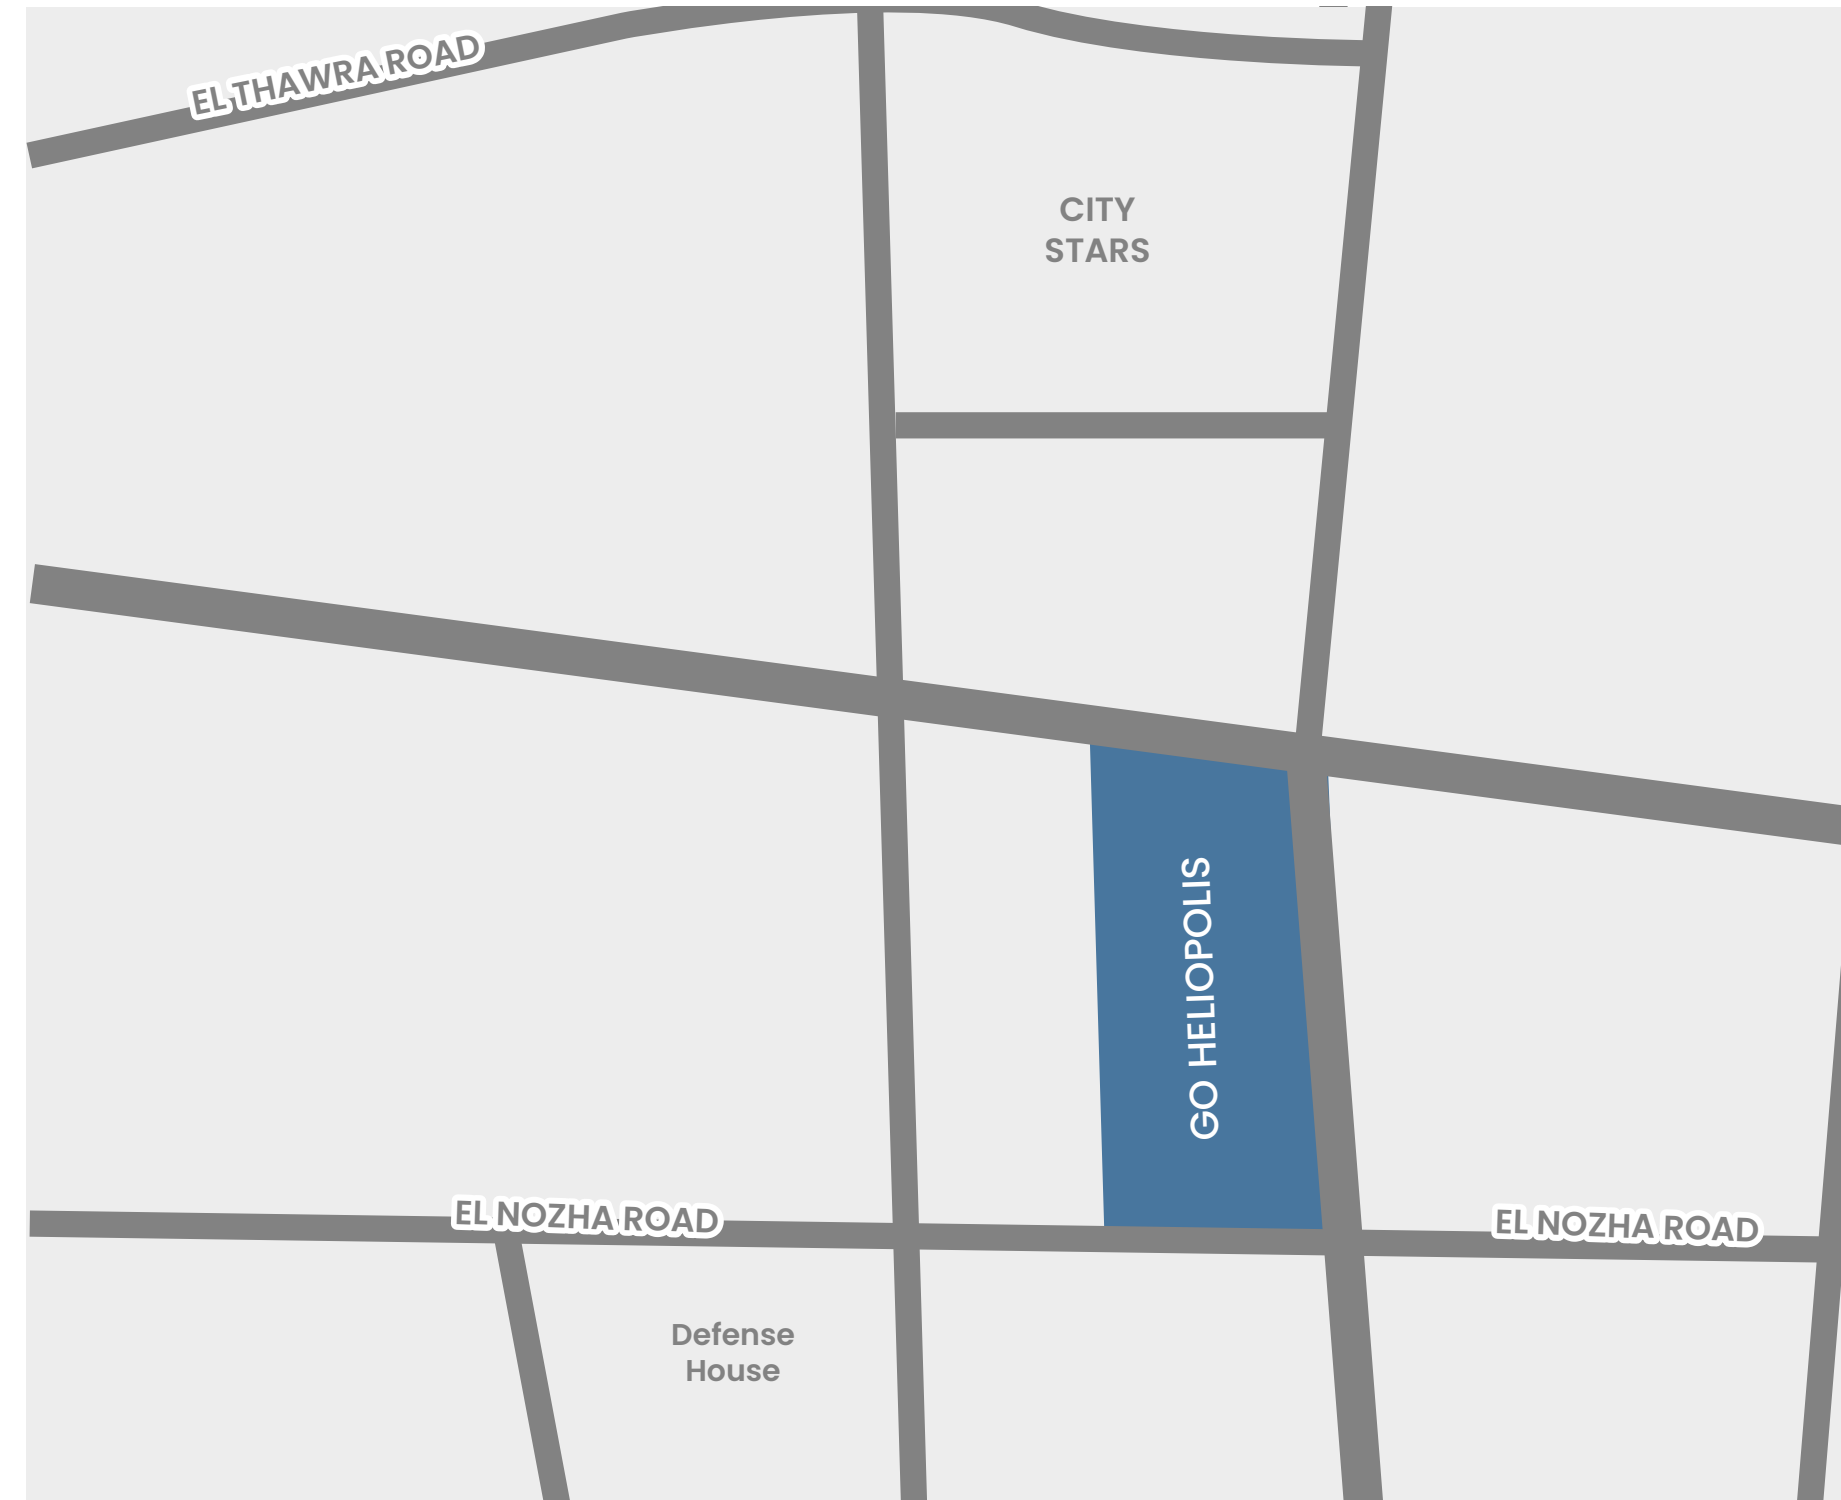 EL THAWRA ROAD
CITY
STARS
GO HELIOPOLIS
EL NOZHA ROAD
EL NOZHA ROAD
Defense
House